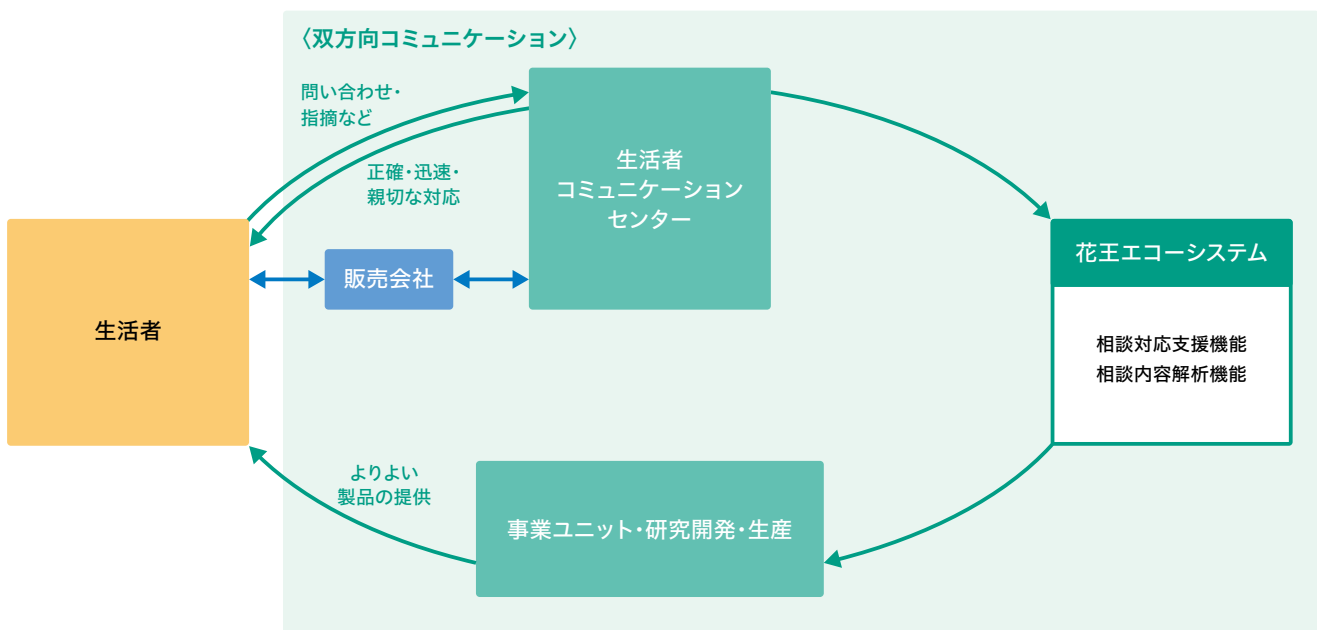 〈双方向コミュニケーション〉
問い合わせ・
指摘など
正確・迅速・
親切な対応
生活者
コミュニケーション
センター
販売会社
生活者
花王エコーシステム
相談対応支援機能
相談内容解析機能
よりよい
製品の提供
事業ユニット・研究開発・生産